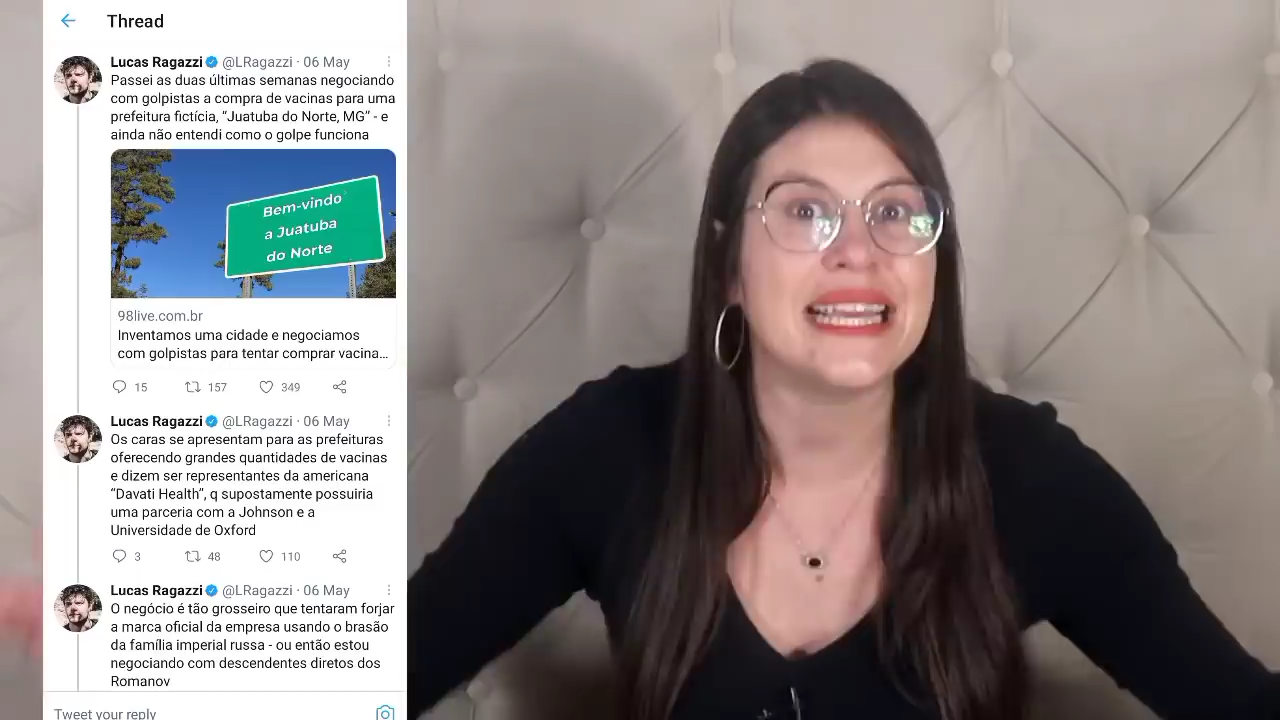 Thread
Lucas Ragazzi @LRagazzi · 06 May
Passei as duas últimas semanas negociando
com golpistas a compra de vacinas para uma
prefeitura fictícia, “Juatuba do Norte, MG” - e
ainda não entendi como o golpe funciona
Bem-vindo
a Juatuba
do Norte
98live.com.br
Inventamos uma cidade e negociamos
com golpistas para tentar comprar vacina...
15 157 349
Lucas Ragazzi @LRagazzi · 06 May
Os caras se apresentam para as prefeituras
oferecendo grandes quantidades de vacinas
e dizem ser representantes da americana
“Davati Health”, q supostamente possuiria
uma parceria com a Johnson e a
Universidade de Oxford
3 48 110
Lucas Ragazzi @LRagazzi · 06 May
O negócio é tão grosseiro que tentaram forjar
a marca oficial da empresa usando o brasão
da família imperial russa - ou então estou
negociando com descendentes diretos dos
Romanov
Tweet your reply